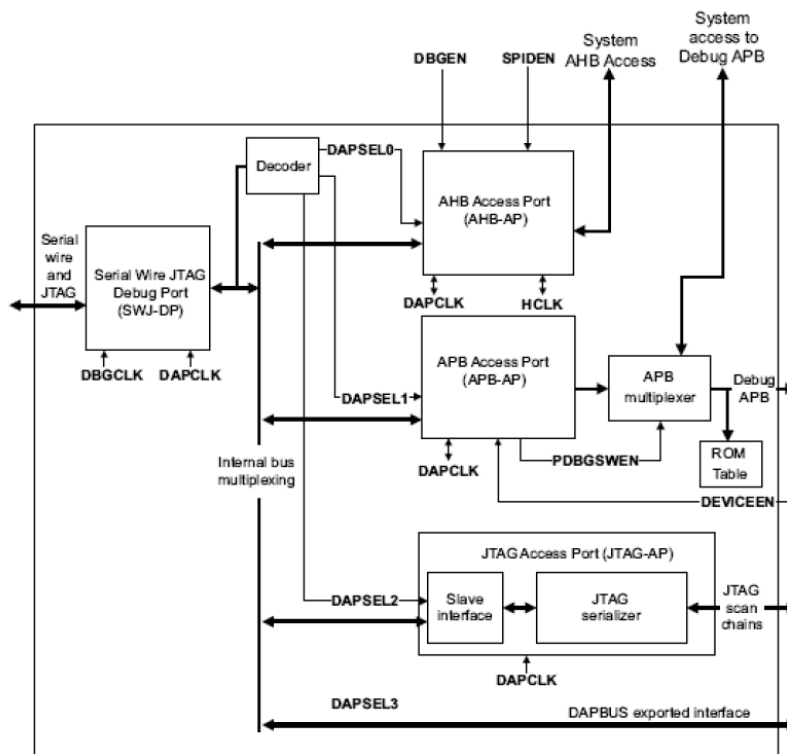 System
access to
Debug APB
System
AHB Access
DBGEN
SPIDEN
Decoder
DAPSEL0
AHB Access Port
(AHB-AP)
Serial
wire
and
JTAG
Serial Wire JTAG
Debug Port
(SWJ-DP)
DAPCLK
HCLK
DBGCLK
DAPCLK
APB Access Port
(APB-AP)
DAPSEL1
APB
multiplexer
Debug
APB
ROM
Table
DAPCLK
PDBGSWEN
DEVICEEN
Internal bus
multiplexing
JTAG Access Port (JTAG-AP)
DAPSEL2
Slave
interface
JTAG
serializer
JTAG
scan
chains
DAPCLK
DAPSEL3
DAPBUS exported interface